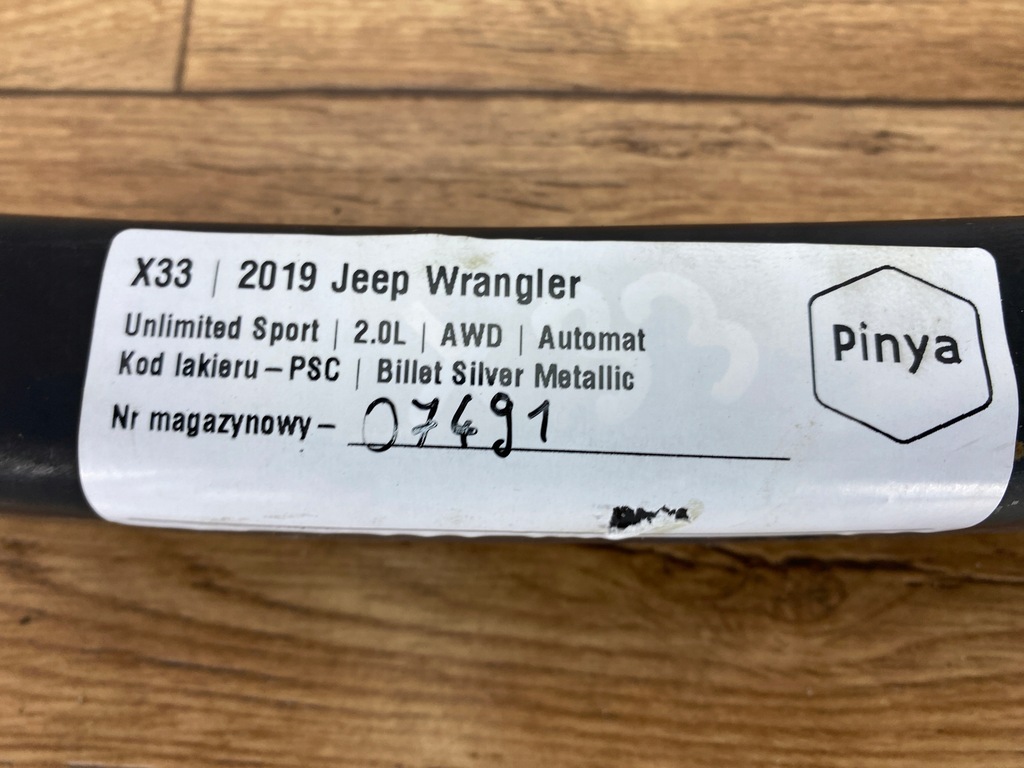 X33 | 2019 Jeep Wrangler
Unlimited Sport | 2.0L | AWD | Automat
Kod lakieru – PSC | Billet Silver Metallic
Nr magazynowy – 07491
Pinya